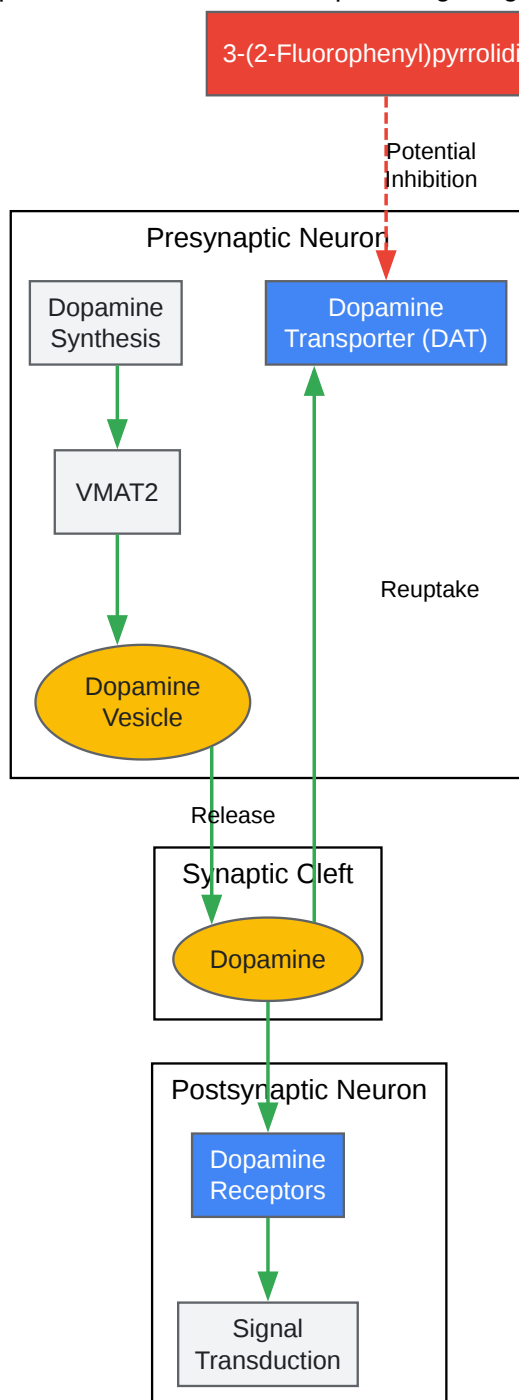 3-(2-Fluorophenyl)pyrrolidi
Potential
Inhibition
Presynaptic Neuron
Dopamine
Synthesis
Dopamine
Transporter (DAT)
VMAT2
Reuptake
Dopamine
Vesicle
Release
Synaptic Cleft
Dopamine
Postsynaptic Neuron
Dopamine
Receptors
Signal
Transduction